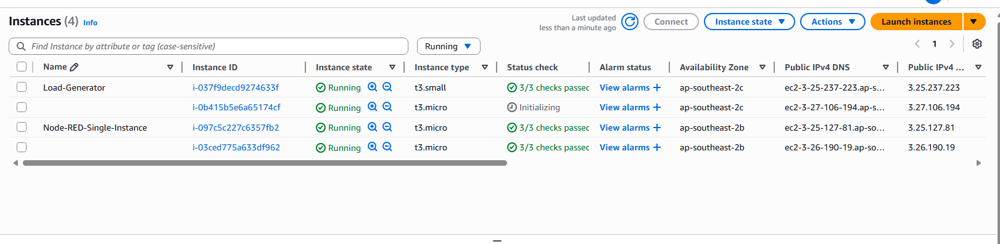 Instances (4) Info
Last updated
less than a minute ago
Connect
Instance state
Actions
Launch instances
Find Instance by attribute or tag (case-sensitive)
Running
1
Name Instance ID Instance state Instance type Status check Alarm status Availability Zone Public IPv4 DNS Public IPv4 ...
Load-Generator i-037f9decd9274633f Running t3.small 3/3 checks passec View alarms + ap-southeast-2c ec2-3-25-237-223.ap-s... 3.25.237.223
i-0b415b5e6a65174cf Running t3.micro Initializing View alarms + ap-southeast-2c ec2-3-27-106-194.ap-s... 3.27.106.194
Node-RED-Single-Instance i-097c5c227c6357fb2 Running t3.micro 3/3 checks passec View alarms + ap-southeast-2b ec2-3-25-127-81.ap-so... 3.25.127.81
i-03ced775a633df962 Running t3.micro 3/3 checks passec View alarms + ap-southeast-2b ec2-3-26-190-19.ap-so... 3.26.190.19